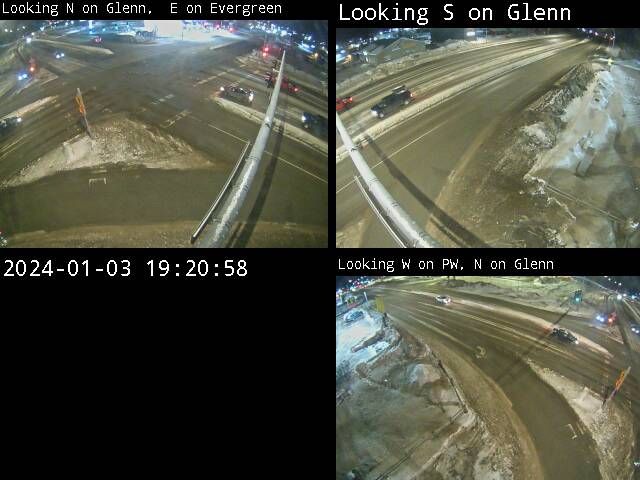 Looking N on Glenn,  E on Evergreen
Looking S on Glenn
2024-01-03 19:20:58
Looking W on PW, N on Glenn